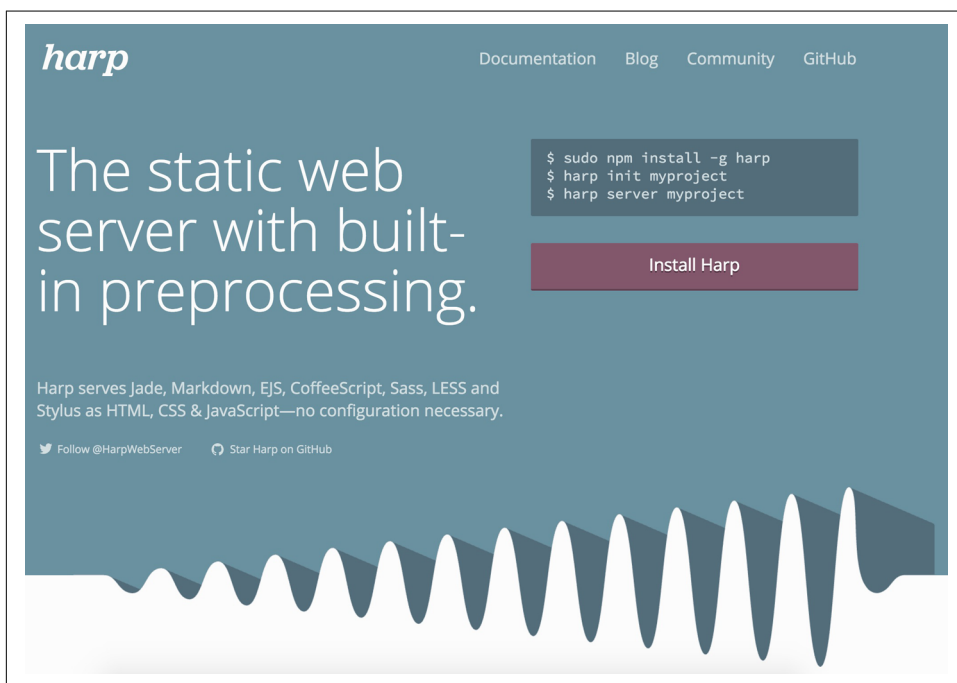 harp
Documentation Blog Community GitHub
The static web
server with built-
in preprocessing.
$ sudo npm install -g harp
$ harp init myproject
$ harp server myproject
Install Harp
Harp serves Jade, Markdown, EJS, CoffeeScript, Sass, LESS and
Stylus as HTML, CSS & JavaScript—no configuration necessary.
Follow @HarpWebServer Star Harp on GitHub